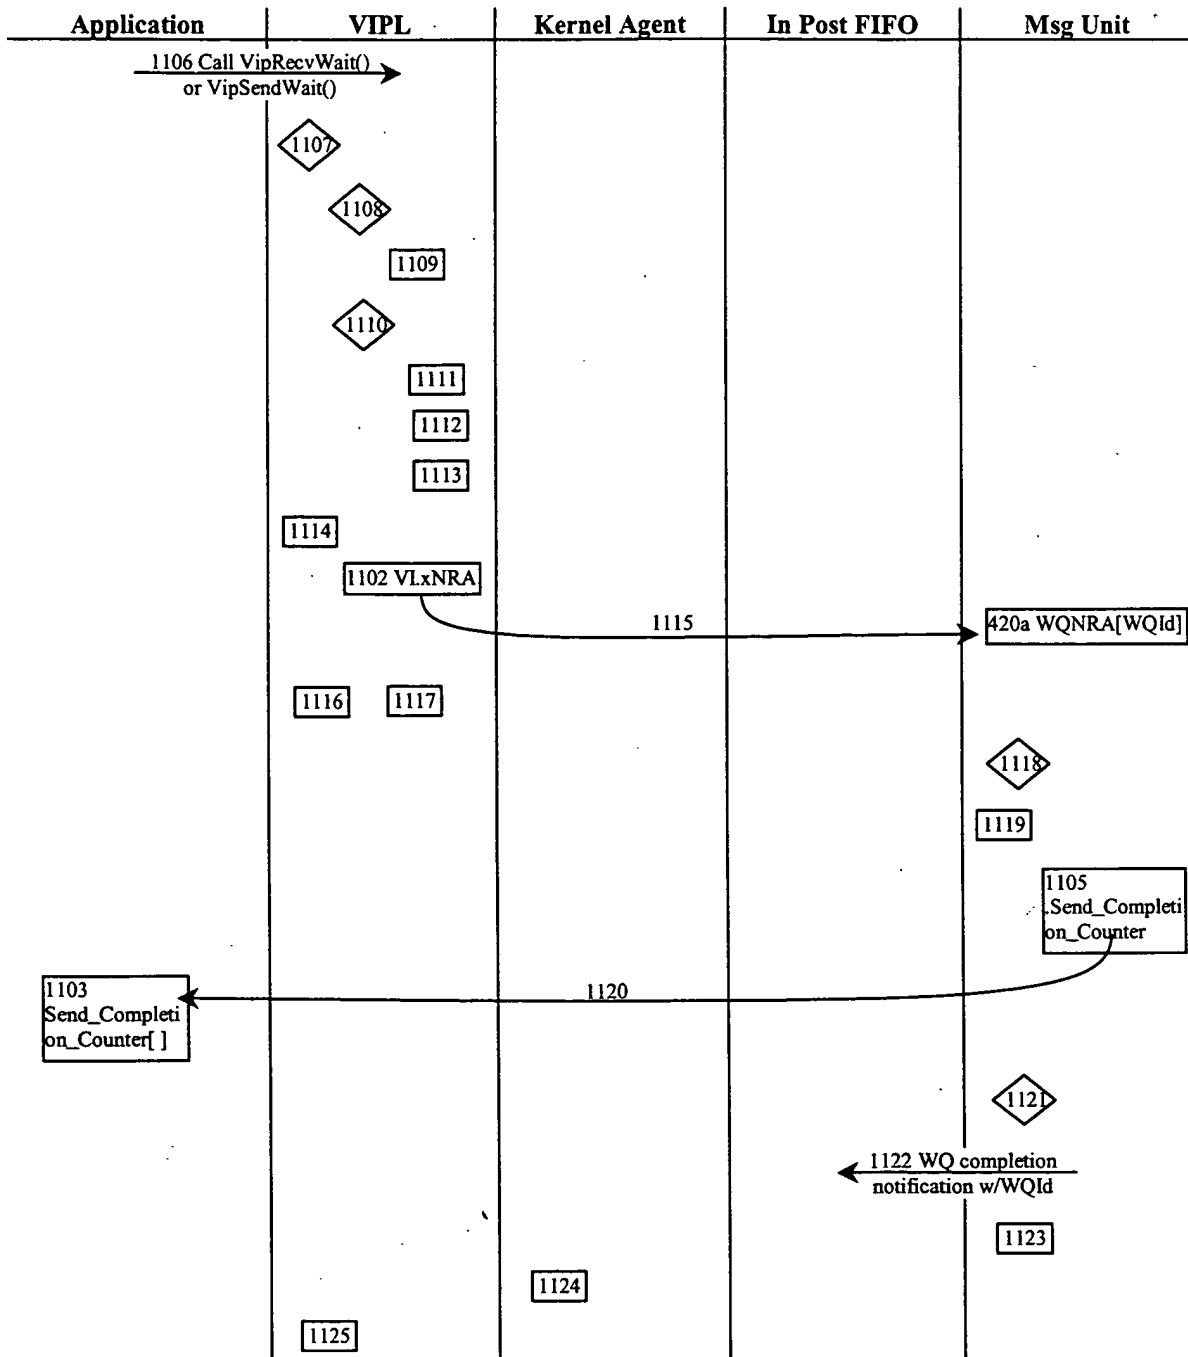 Application VIPL Kernel Agent In Post FIFO Msg Unit
1106 Call VipRecvWait()
or VipSendWait()
1107
1108
1109
1110
1111
1112
1113
1114
1102 VI.xNRA
1115
420a WQNRA[WQId]
1116 1117
1118
1119
1105
.Send_Completi
on_Counter
1103
Send_Completi
on_Counter[ ]
1120
1121
1122 WQ completion
notification w/WQId
1123
1124
1125